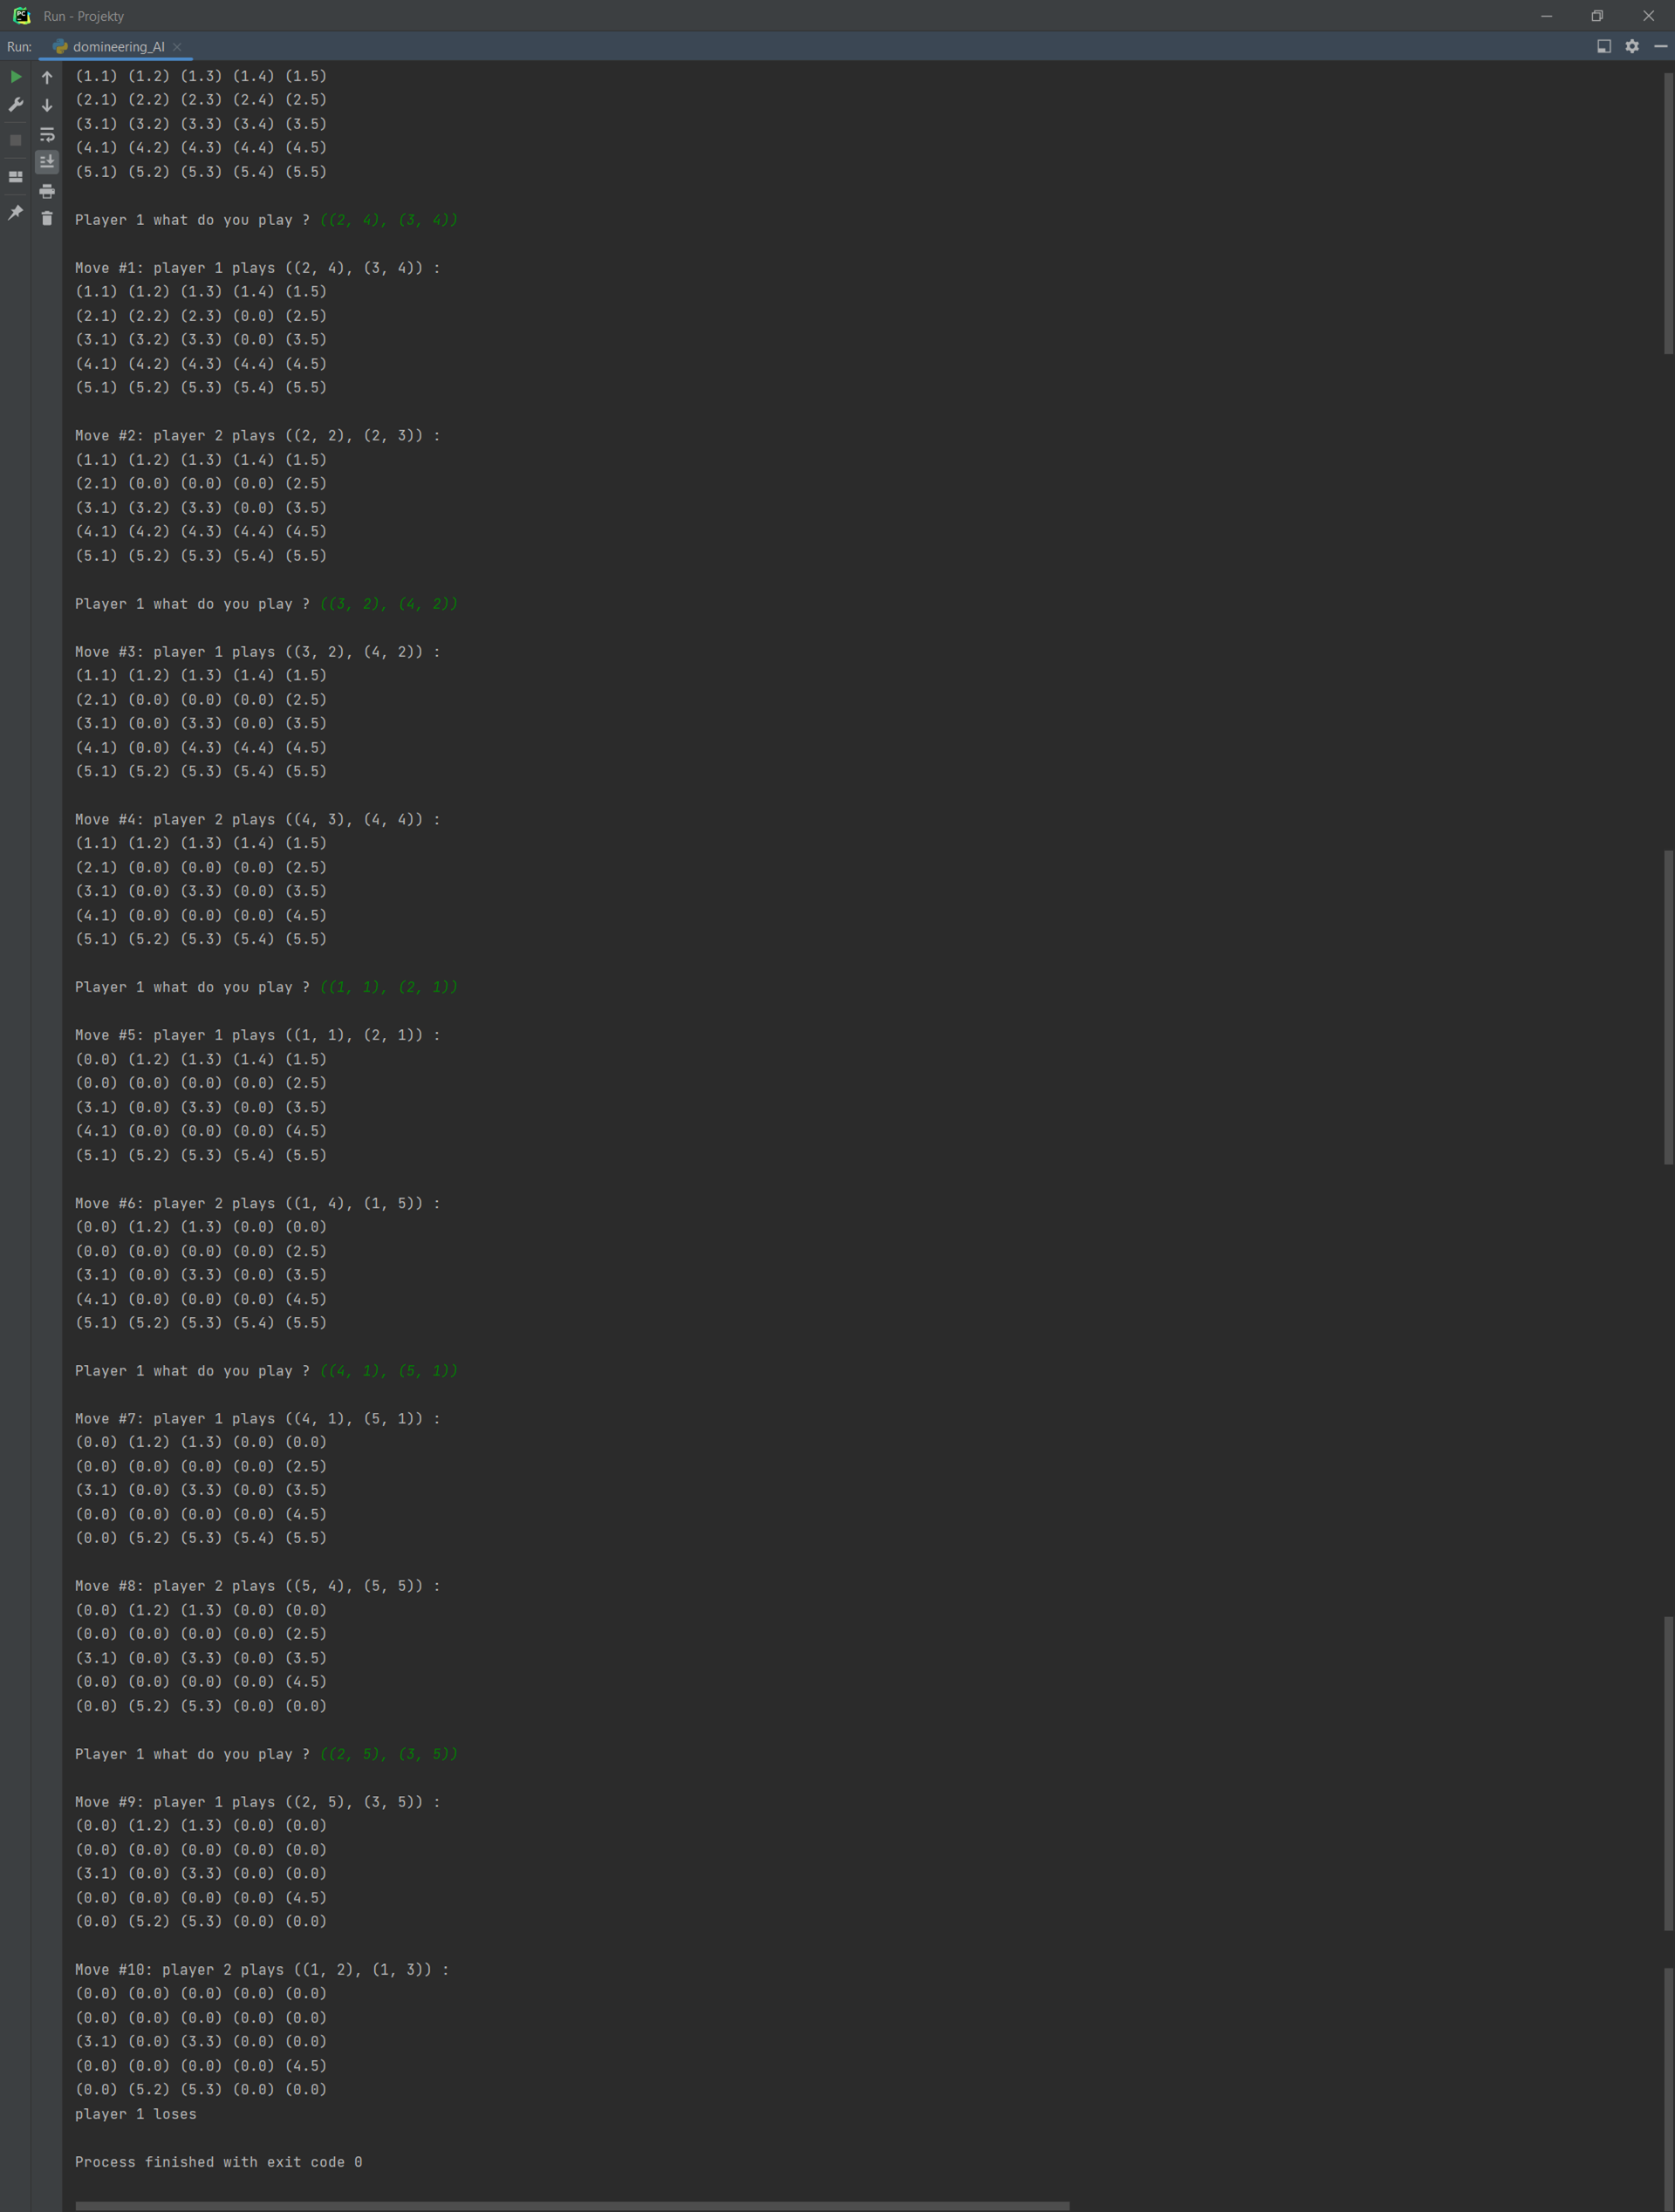 Run - Projekty
Run: domineering_AI
(1.1) (1.2) (1.3) (1.4) (1.5)
(2.1) (2.2) (2.3) (2.4) (2.5)
(3.1) (3.2) (3.3) (3.4) (3.5)
(4.1) (4.2) (4.3) (4.4) (4.5)
(5.1) (5.2) (5.3) (5.4) (5.5)
Player 1 what do you play ? ((2, 4), (3, 4))
Move #1: player 1 plays ((2, 4), (3, 4)) :
(1.1) (1.2) (1.3) (1.4) (1.5)
(2.1) (2.2) (2.3) (0.0) (2.5)
(3.1) (3.2) (3.3) (0.0) (3.5)
(4.1) (4.2) (4.3) (4.4) (4.5)
(5.1) (5.2) (5.3) (5.4) (5.5)
Move #2: player 2 plays ((2, 2), (2, 3)) :
(1.1) (1.2) (1.3) (1.4) (1.5)
(2.1) (0.0) (0.0) (0.0) (2.5)
(3.1) (3.2) (3.3) (0.0) (3.5)
(4.1) (4.2) (4.3) (4.4) (4.5)
(5.1) (5.2) (5.3) (5.4) (5.5)
Player 1 what do you play ? ((3, 2), (4, 2))
Move #3: player 1 plays ((3, 2), (4, 2)) :
(1.1) (1.2) (1.3) (1.4) (1.5)
(2.1) (0.0) (0.0) (0.0) (2.5)
(3.1) (0.0) (3.3) (0.0) (3.5)
(4.1) (0.0) (4.3) (4.4) (4.5)
(5.1) (5.2) (5.3) (5.4) (5.5)
Move #4: player 2 plays ((4, 3), (4, 4)) :
(1.1) (1.2) (1.3) (1.4) (1.5)
(2.1) (0.0) (0.0) (0.0) (2.5)
(3.1) (0.0) (3.3) (0.0) (3.5)
(4.1) (0.0) (0.0) (0.0) (4.5)
(5.1) (5.2) (5.3) (5.4) (5.5)
Player 1 what do you play ? ((1, 1), (2, 1))
Move #5: player 1 plays ((1, 1), (2, 1)) :
(0.0) (1.2) (1.3) (1.4) (1.5)
(0.0) (0.0) (0.0) (0.0) (2.5)
(3.1) (0.0) (3.3) (0.0) (3.5)
(4.1) (0.0) (0.0) (0.0) (4.5)
(5.1) (5.2) (5.3) (5.4) (5.5)
Move #6: player 2 plays ((1, 4), (1, 5)) :
(0.0) (1.2) (1.3) (0.0) (0.0)
(0.0) (0.0) (0.0) (0.0) (2.5)
(3.1) (0.0) (3.3) (0.0) (3.5)
(4.1) (0.0) (0.0) (0.0) (4.5)
(5.1) (5.2) (5.3) (5.4) (5.5)
Player 1 what do you play ? ((4, 1), (5, 1))
Move #7: player 1 plays ((4, 1), (5, 1)) :
(0.0) (1.2) (1.3) (0.0) (0.0)
(0.0) (0.0) (0.0) (0.0) (2.5)
(3.1) (0.0) (3.3) (0.0) (3.5)
(0.0) (0.0) (0.0) (0.0) (4.5)
(0.0) (5.2) (5.3) (5.4) (5.5)
Move #8: player 2 plays ((5, 4), (5, 5)) :
(0.0) (1.2) (1.3) (0.0) (0.0)
(0.0) (0.0) (0.0) (0.0) (2.5)
(3.1) (0.0) (3.3) (0.0) (3.5)
(0.0) (0.0) (0.0) (0.0) (4.5)
(0.0) (5.2) (5.3) (0.0) (0.0)
Player 1 what do you play ? ((2, 5), (3, 5))
Move #9: player 1 plays ((2, 5), (3, 5)) :
(0.0) (1.2) (1.3) (0.0) (0.0)
(0.0) (0.0) (0.0) (0.0) (0.0)
(3.1) (0.0) (3.3) (0.0) (0.0)
(0.0) (0.0) (0.0) (0.0) (4.5)
(0.0) (5.2) (5.3) (0.0) (0.0)
Move #10: player 2 plays ((1, 2), (1, 3)) :
(0.0) (0.0) (0.0) (0.0) (0.0)
(0.0) (0.0) (0.0) (0.0) (0.0)
(3.1) (0.0) (3.3) (0.0) (0.0)
(0.0) (0.0) (0.0) (0.0) (4.5)
(0.0) (5.2) (5.3) (0.0) (0.0)
player 1 loses
Process finished with exit code 0